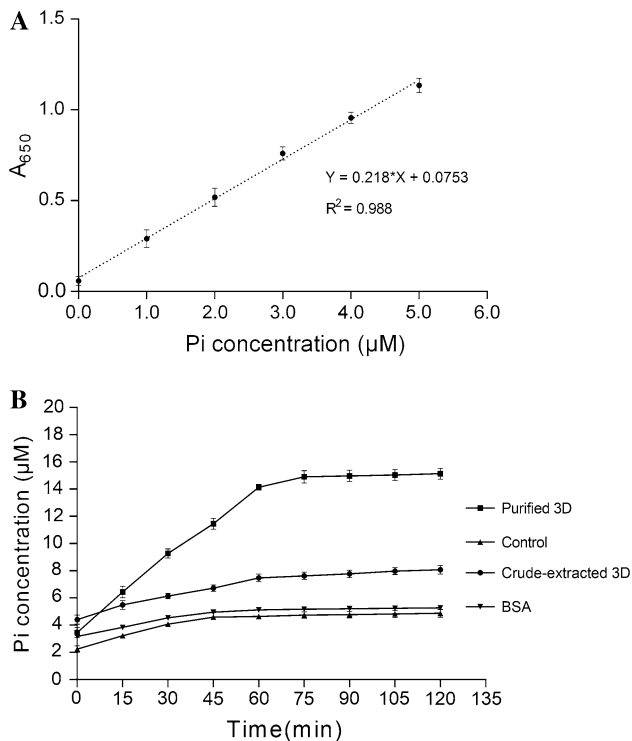 A
1.5
1.0
0.5
0.0
A650
Y = 0.218*X + 0.0753
R2= 0.988
0.0 1.0 2.0 3.0 4.0 5.0 6.0
Pi concentration (µM)
B
20
18
16
14
12
10
8
6
4
2
0
Pi concentration (µM)
Purified 3D
Control
Crude-extracted 3D
BSA
0 15 30 45 60 75 90 105 120 135
Time(min)